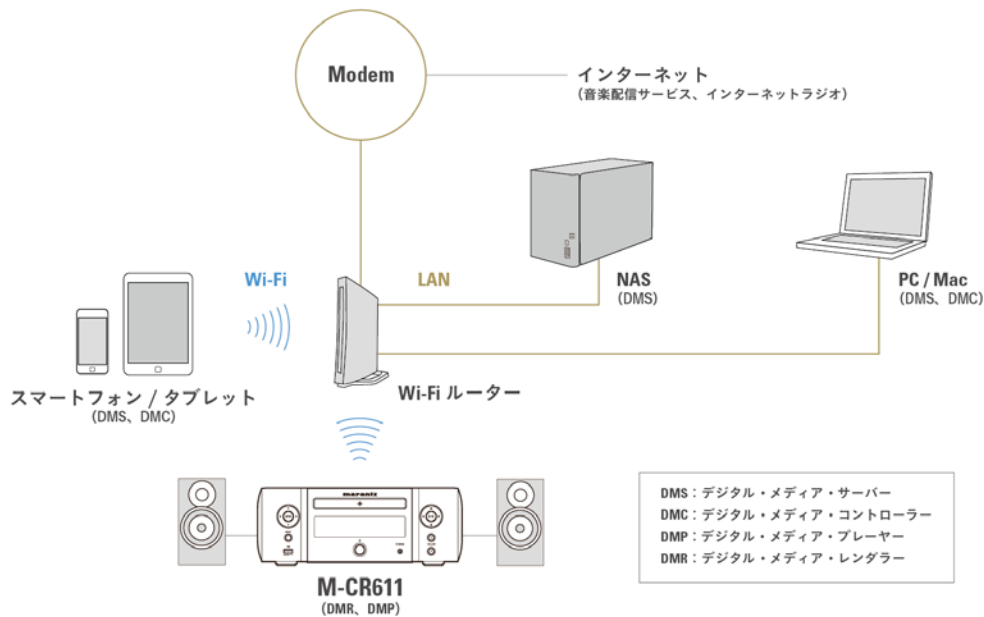 Modem
インターネット
(音楽配信サービス、インターネットラジオ)
Wi-Fi
LAN
NAS
(DMS)
PC / Mac
(DMS、DMC)
スマートフォン / タブレット
(DMS、DMC)
Wi-Fi ルーター
marantz
M-CR611
(DMR、DMP)
DMS：デジタル・メディア・サーバー
DMC：デジタル・メディア・コントローラー
DMP：デジタル・メディア・プレーヤー
DMR：デジタル・メディア・レンダラー